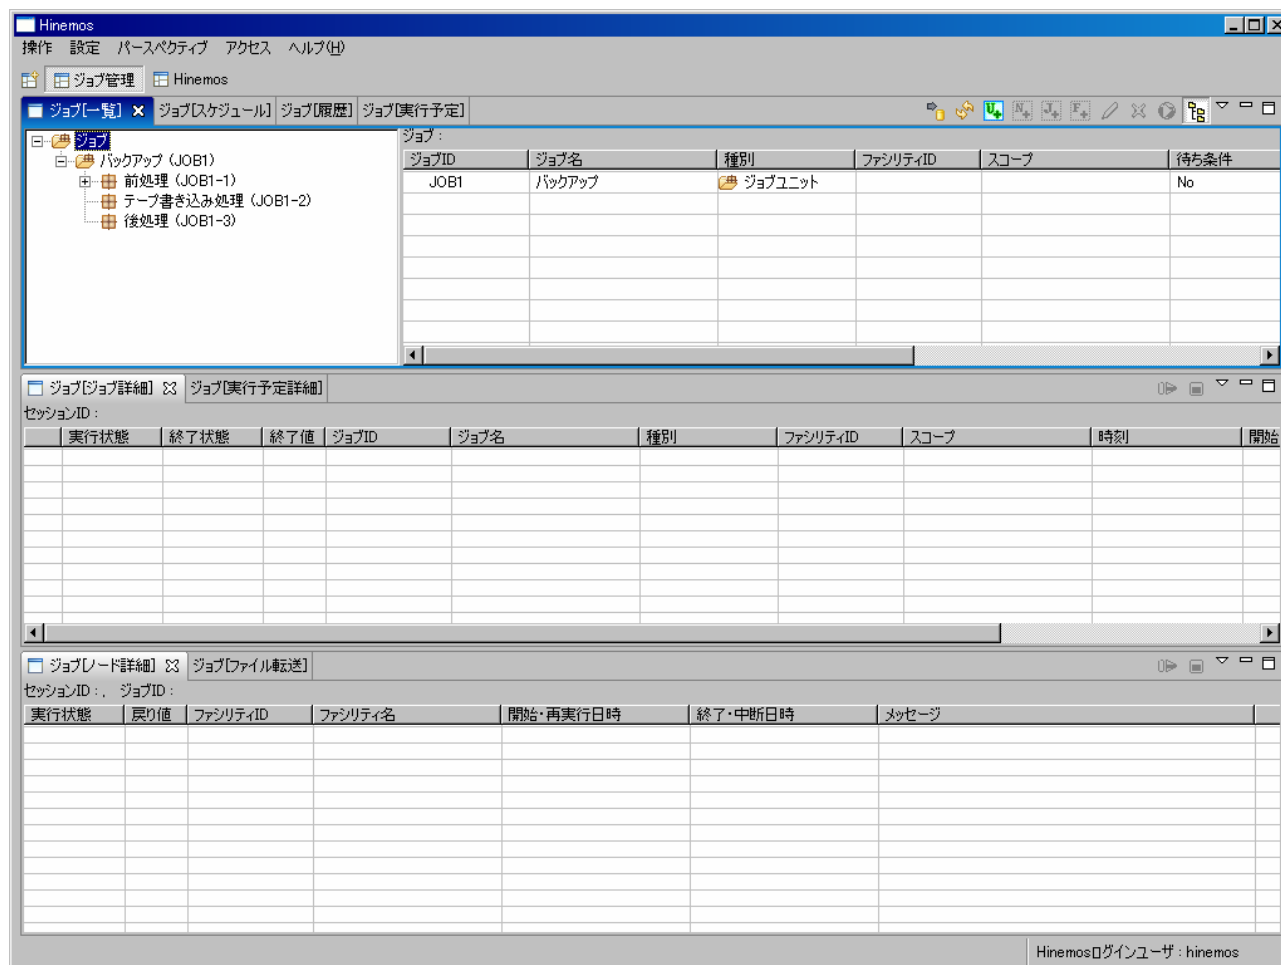 Hinemos
操作 設定 パースペクティブ アクセス ヘルプ(H)
ジョブ管理 Hinemos
ジョブ[一覧] ジョブ[スケジュール] ジョブ[履歴] ジョブ[実行予定]
ジョブ
バックアップ (JOB1)
前処理 (JOB1-1)
テープ書き込み処理 (JOB1-2)
後処理 (JOB1-3)
ジョブ :
ジョブID ジョブ名 種別 ファシリティID スコープ 待ち条件
JOB1 バックアップ ジョブユニット No
ジョブ[ジョブ詳細] ジョブ[実行予定詳細]
セッションID :
実行状態 終了状態 終了値 ジョブID ジョブ名 種別 ファシリティID スコープ 時刻 開始
ジョブ[ノード詳細] ジョブ[ファイル転送]
セッションID : , ジョブID :
実行状態 戻り値 ファシリティID ファシリティ名 開始・再実行日時 終了・中断日時 メッセージ
Hinemosログインユーザ : hinemos